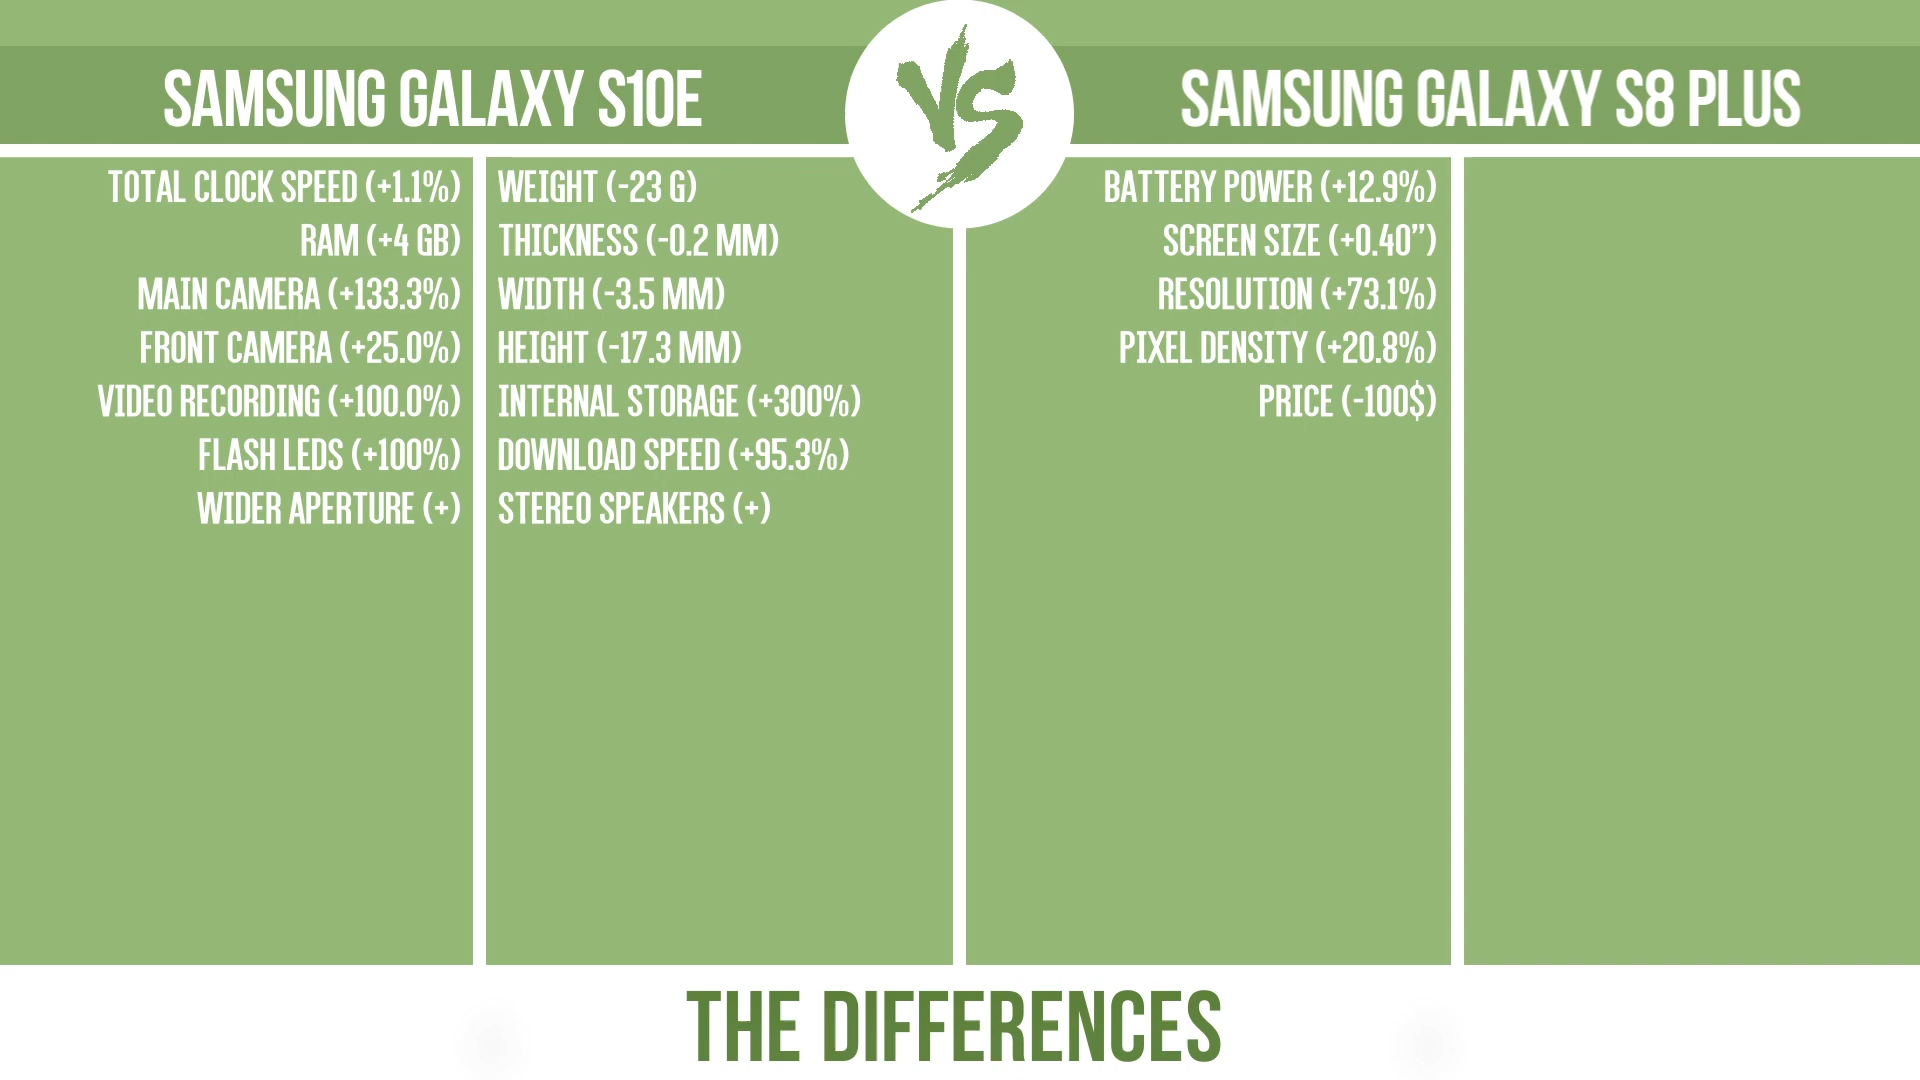 SAMSUNG GALAXY S10E
VS
SAMSUNG GALAXY S8 PLUS
TOTAL CLOCK SPEED (+1.1%)
RAM (+4 GB)
MAIN CAMERA (+133.3%)
FRONT CAMERA (+25.0%)
VIDEO RECORDING (+100.0%)
FLASH LEDS (+100%)
WIDER APERTURE (+)
WEIGHT (-23 G)
THICKNESS (-0.2 MM)
WIDTH (-3.5 MM)
HEIGHT (-17.3 MM)
INTERNAL STORAGE (+300%)
DOWNLOAD SPEED (+95.3%)
STEREO SPEAKERS (+)
BATTERY POWER (+12.9%)
SCREEN SIZE (+0.40”)
RESOLUTION (+73.1%)
PIXEL DENSITY (+20.8%)
PRICE (-100$)
THE DIFFERENCES